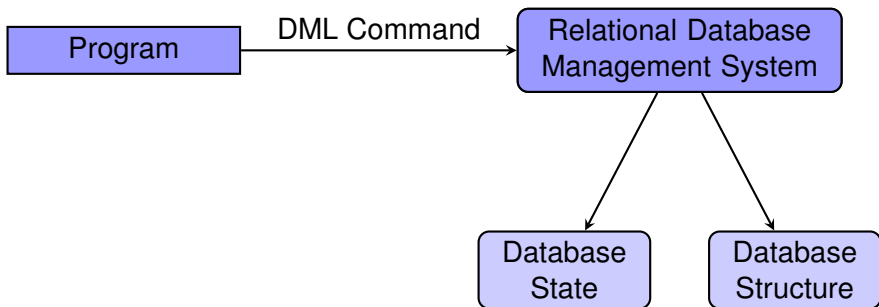 Program
DML Command
Relational Database
Management System
Database
State
Database
Structure